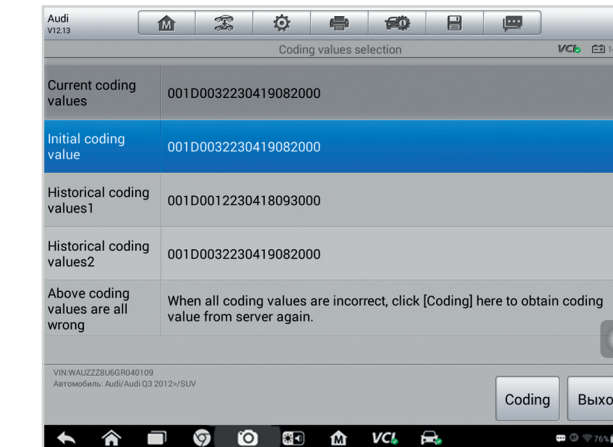 Audi
V12.13
Coding values selection
VCI
Current coding
values
001D0032230419082000
Initial coding
value
001D0032230419082000
Historical coding
values1
001D0012230418093000
Historical coding
values2
001D0032230419082000
Above coding
values are all
wrong
When all coding values are incorrect, click [Coding] here to obtain coding
value from server again.
VIN:WAUZZZ8U6GR040109
Автомобиль: Audi/Audi Q3 2012>/SUV
Coding
Выхо
VCI
76%